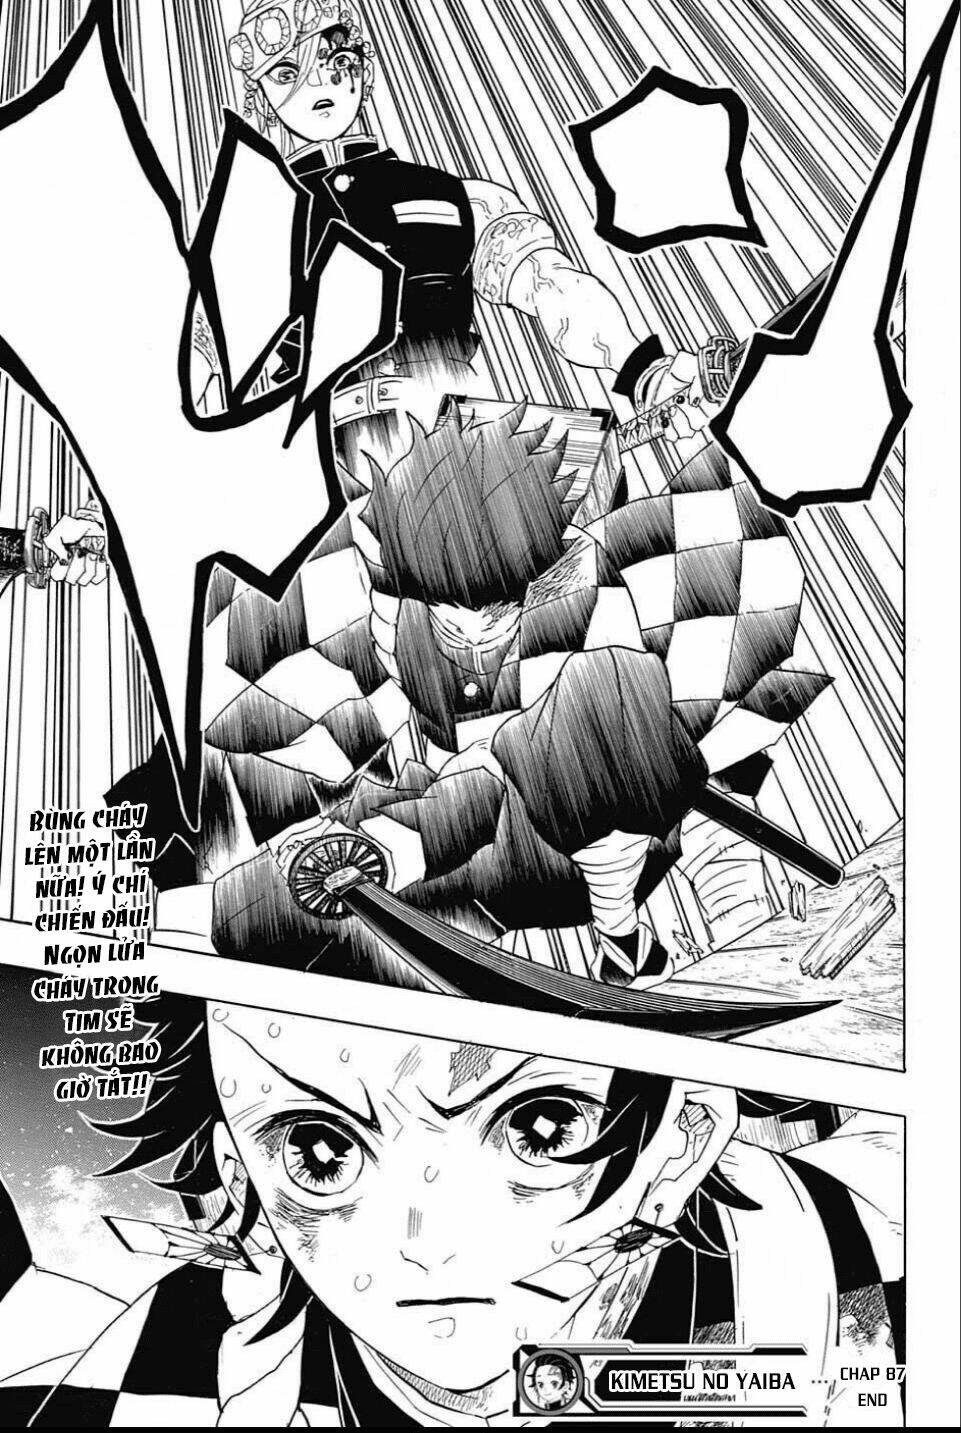 BÙNG CHÁY
LÊN MỘT LẦN
NỮA! Ý CHÍ
CHIẾN ĐẤU!
NGỌN LỬA
CHÁY TRONG
TIM SẼ
KHÔNG BAO
GIỜ TẮT!!
KIMETSU NO YAIBA ... CHAP 87
END